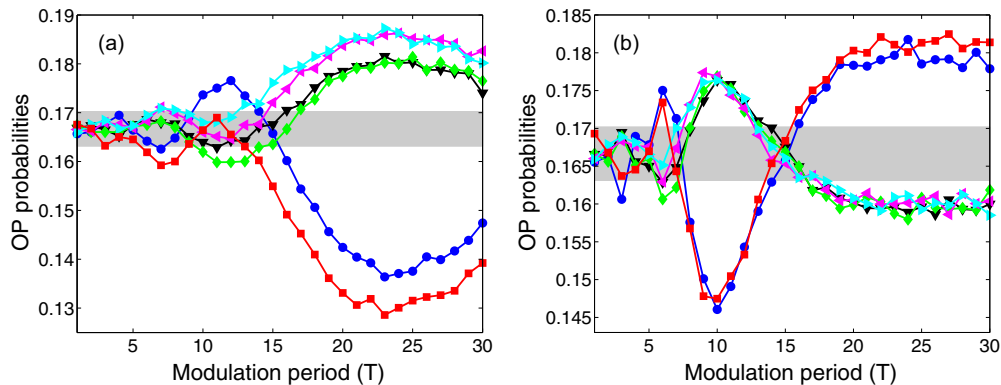 (a)
OP probabilities
0.19
0.18
0.17
0.16
0.15
0.14
0.13
5 10 15 20 25 30
Modulation period (T)
(b)
OP probabilities
0.185
0.18
0.175
0.17
0.165
0.16
0.155
0.15
0.145
5 10 15 20 25 30
Modulation period (T)